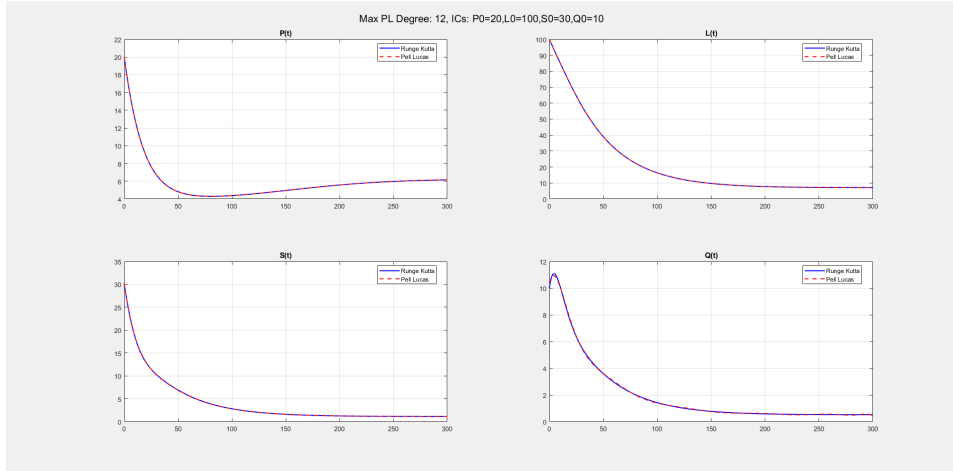 Max PL Degree: 12, ICs: P0=20,L0=100,S0=30,Q0=10
P(t)
22
20
18
16
14
12
10
8
6
4
0 50 100 150 200 250 300
Runge Kutta
Pell Lucas
L(t)
100
90
80
70
60
50
40
30
20
10
0
0 50 100 150 200 250 300
Runge Kutta
Pell Lucas
S(t)
35
30
25
20
15
10
5
0
0 50 100 150 200 250 300
Runge Kutta
Pell Lucas
Q(t)
12
10
8
6
4
2
0
0 50 100 150 200 250 300
Runge Kutta
Pell Lucas